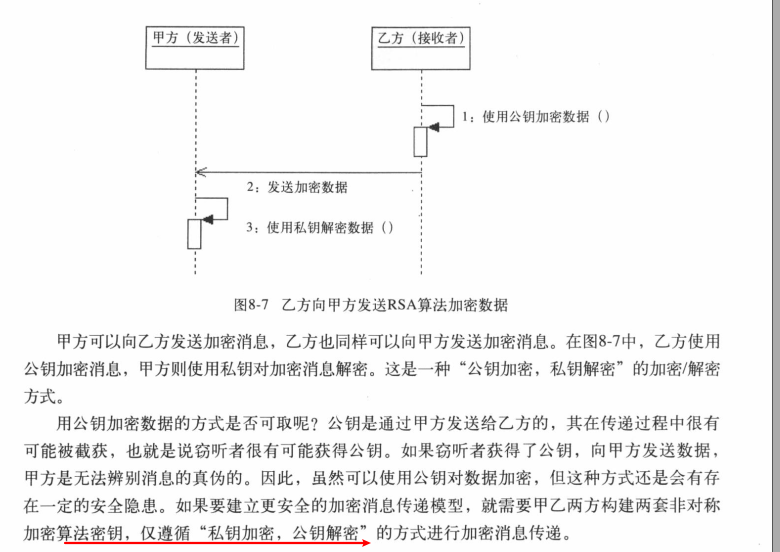 甲方（发送者）
乙方（接收者）
1：使用公钥加密数据（）
2：发送加密数据
3：使用私钥解密数据（）
图8-7 乙方向甲方发送RSA算法加密数据
甲方可以向乙方发送加密消息，乙方也同样可以向甲方发送加密消息。在图8-7中，乙方使用
公钥加密消息，甲方则使用私钥对加密消息解密。这是一种“公钥加密，私钥解密”的加密/解密
方式。
用公钥加密数据的方式是否可取呢？公钥是通过甲方发送给乙方的，其在传递过程中很有
可能被截获，也就是说窃听者很有可能获得公钥。如果窃听者获得了公钥，向甲方发送数据，
甲方是无法辨别消息的真伪的。因此，虽然可以使用公钥对数据加密，但这种方式还是会有存
在一定的安全隐患。如果要建立更安全的加密消息传递模型，就需要甲乙两方构建两套非对称
加密算法密钥，仅遵循“私钥加密，公钥解密”的方式进行加密消息传递。